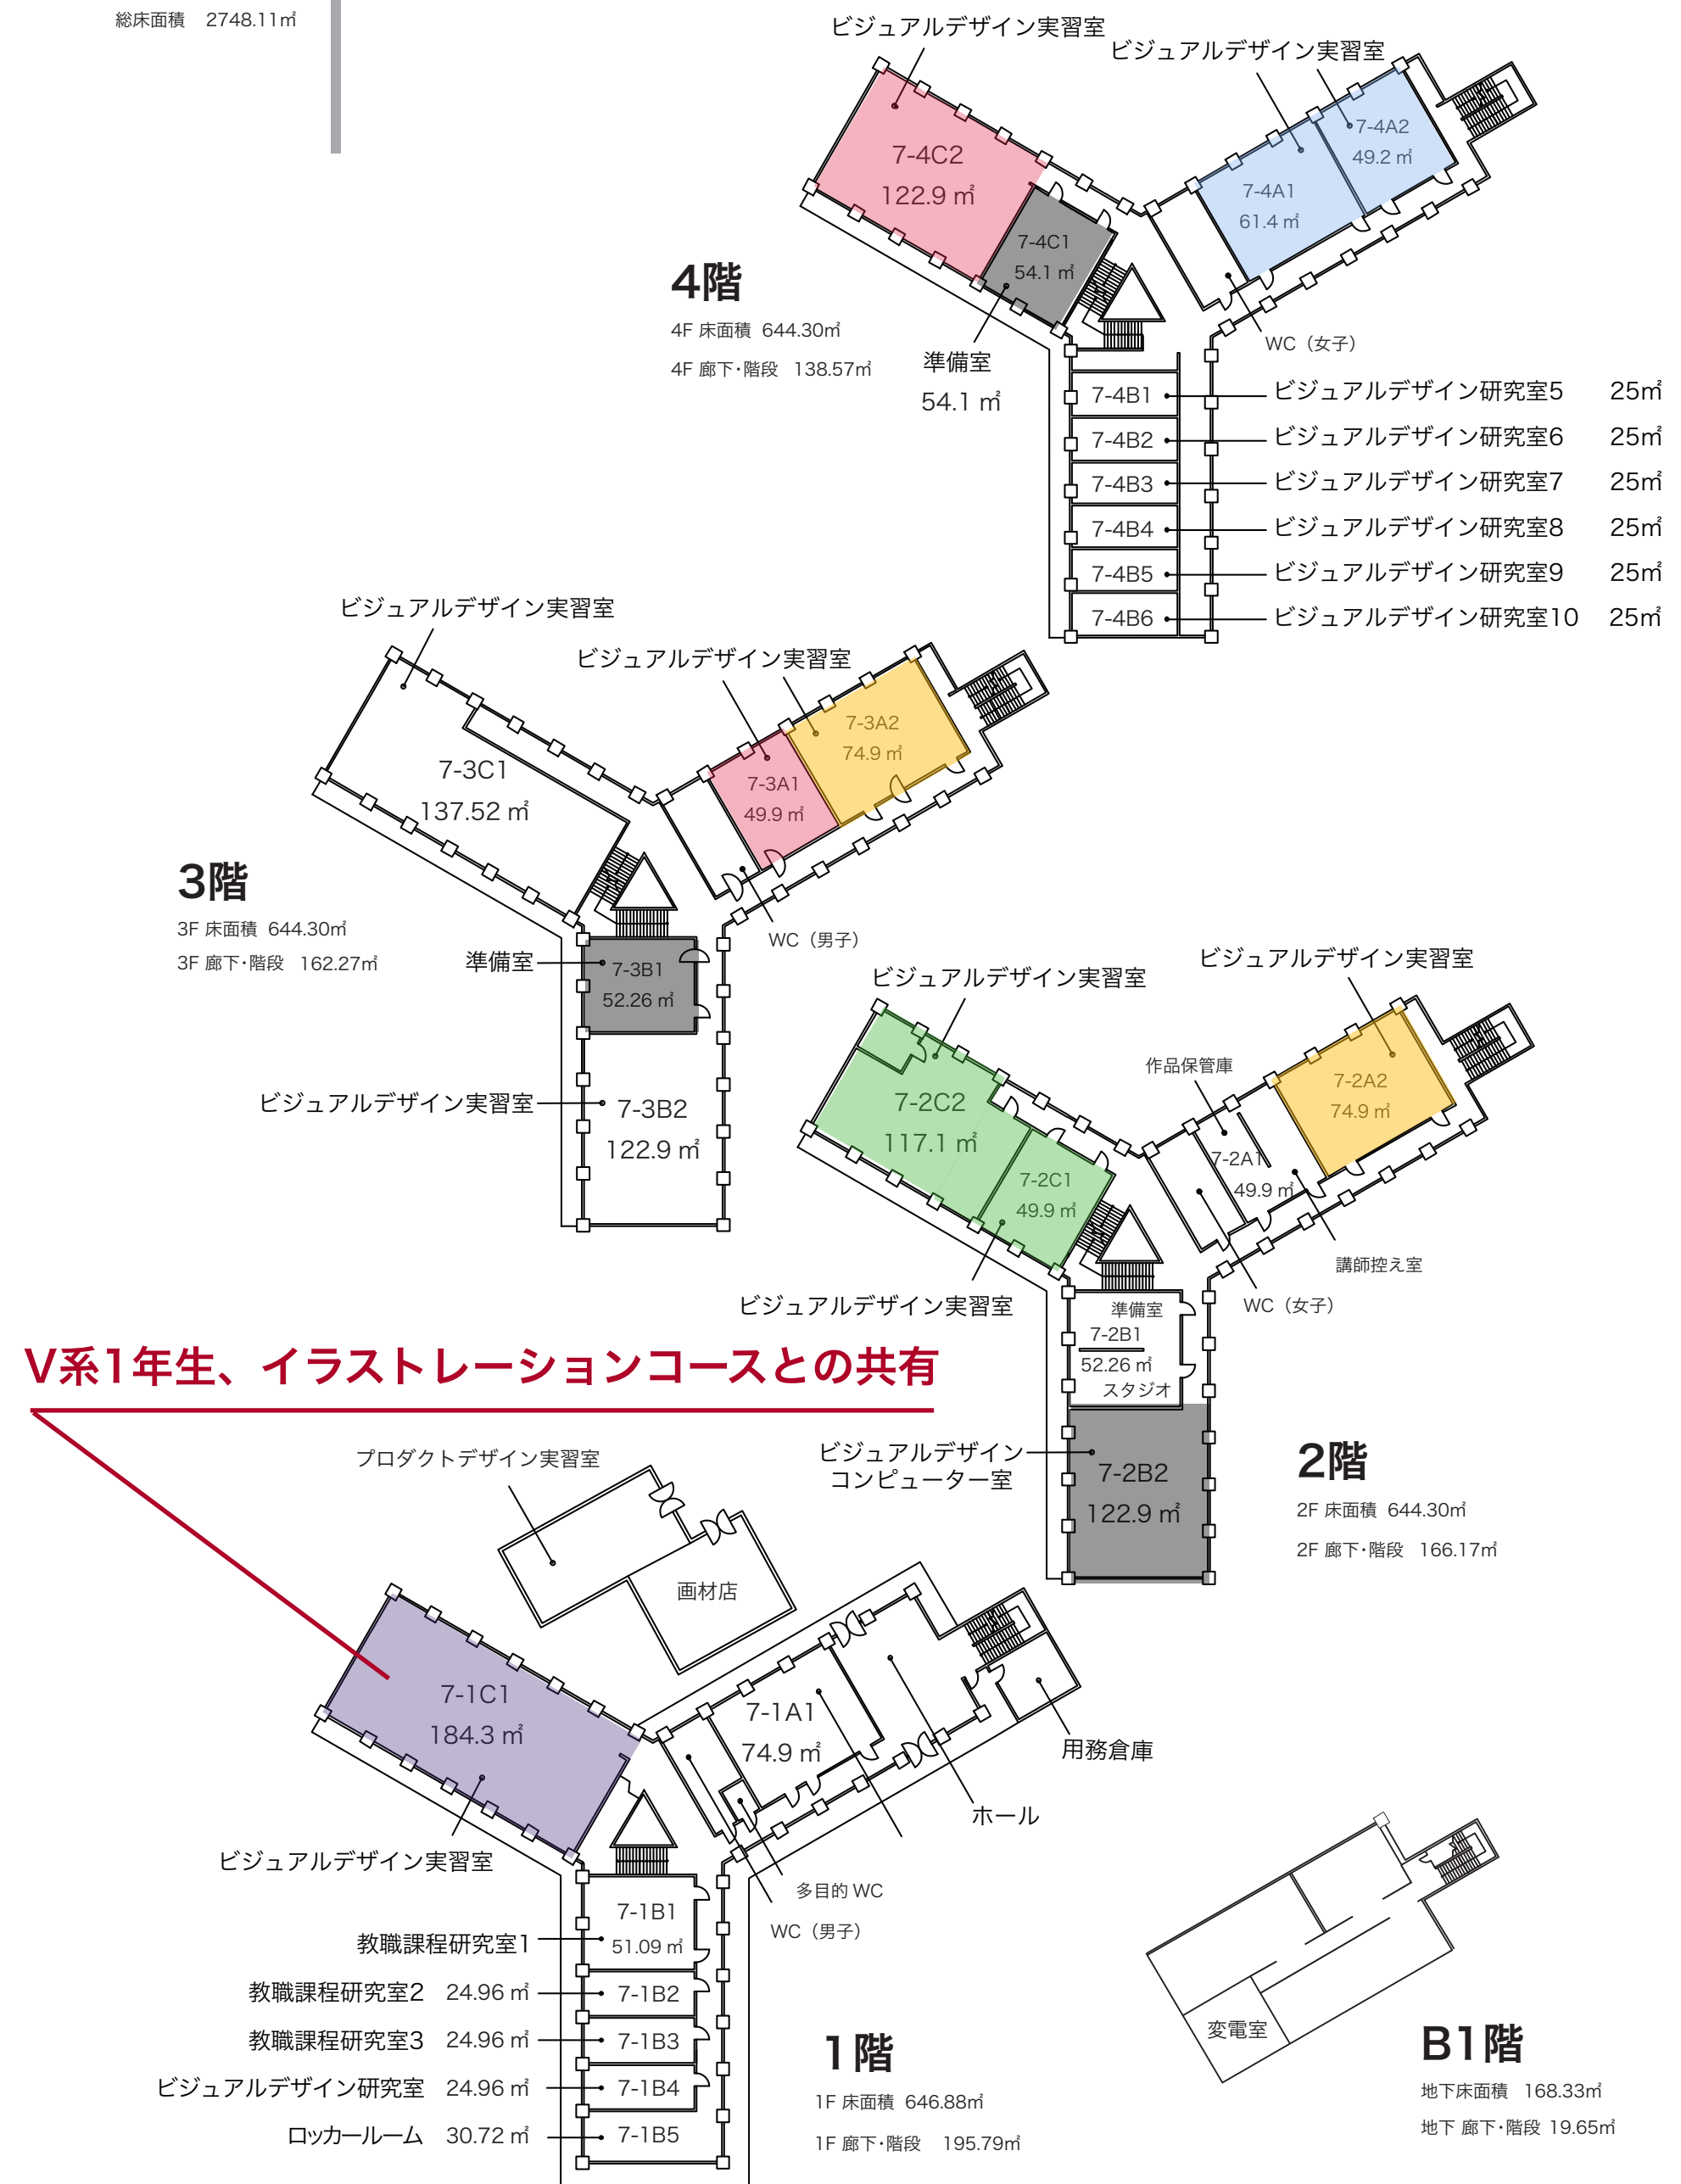 総床面積 2748.11㎡
ビジュアルデザイン実習室
ビジュアルデザイン実習室
7-4C2
122.9 ㎡
7-4A2
49.2 ㎡
7-4A1
61.4 ㎡
7-4C1
54.1 ㎡
4階
4F 床面積 644.30㎡
4F 廊下・階段 138.57㎡
準備室
54.1 ㎡
WC（女子）
7-4B1 ビジュアルデザイン研究室5 25㎡
7-4B2 ビジュアルデザイン研究室6 25㎡
7-4B3 ビジュアルデザイン研究室7 25㎡
7-4B4 ビジュアルデザイン研究室8 25㎡
7-4B5 ビジュアルデザイン研究室9 25㎡
7-4B6 ビジュアルデザイン研究室10 25㎡
ビジュアルデザイン実習室
ビジュアルデザイン実習室
7-3A2
74.9 ㎡
7-3A1
49.9 ㎡
7-3C1
137.52 ㎡
3階
3F 床面積 644.30㎡
3F 廊下・階段 162.27㎡
WC（男子）
準備室
7-3B1
52.26 ㎡
ビジュアルデザイン実習室
7-3B2
122.9 ㎡
ビジュアルデザイン実習室
ビジュアルデザイン実習室
作品保管庫
7-2A2
74.9 ㎡
7-2C2
117.1 ㎡
7-2A1
49.9 ㎡
7-2C1
49.9 ㎡
講師控え室
WC（女子）
ビジュアルデザイン実習室
準備室
7-2B1
52.26 ㎡
スタジオ
ビジュアルデザイン
コンピューター室
7-2B2
122.9 ㎡
2階
2F 床面積 644.30㎡
2F 廊下・階段 166.17㎡
V系1年生、イラストレーションコースとの共有
プロダクトデザイン実習室
画材店
7-1C1
184.3 ㎡
7-1A1
74.9 ㎡
用務倉庫
ホール
ビジュアルデザイン実習室
多目的 WC
WC（男子）
7-1B1
51.09 ㎡
教職課程研究室1
教職課程研究室2 24.96 ㎡ 7-1B2
教職課程研究室3 24.96 ㎡ 7-1B3
ビジュアルデザイン研究室 24.96 ㎡ 7-1B4
ロッカールーム 30.72 ㎡ 7-1B5
1階
1F 床面積 646.88㎡
1F 廊下・階段 195.79㎡
変電室
B1階
地下床面積 168.33㎡
地下 廊下・階段 19.65㎡